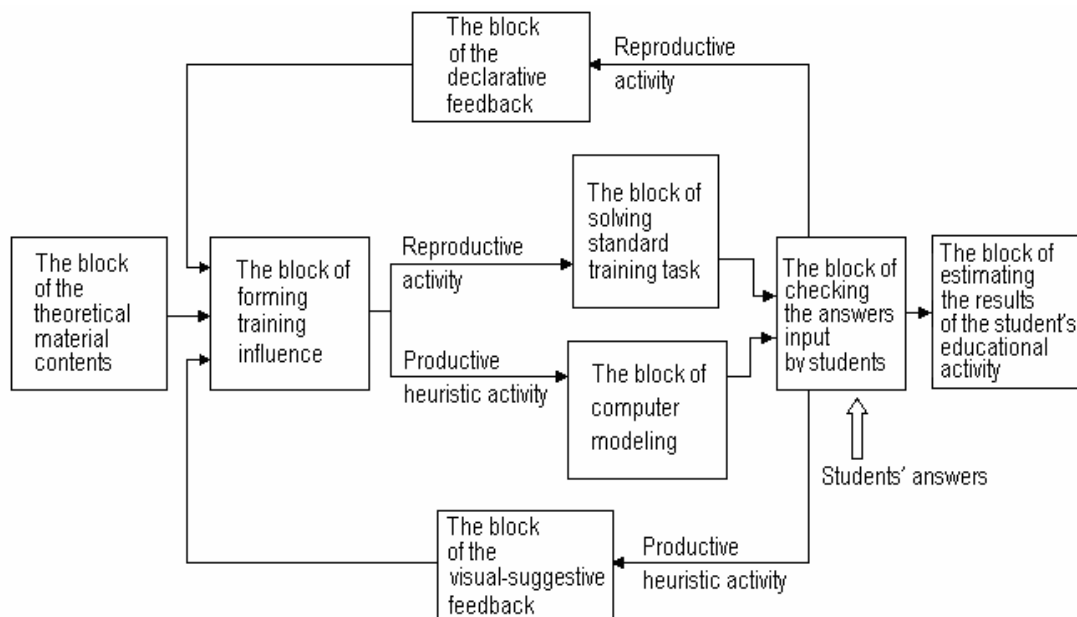 The block
of the
declarative
feedback
Reproductive
activity
The block of
solving
standard
training task
The block
of the
theoretical
material
contents
The block of
forming
training
influence
Reproductive
activity
Productive
heuristic activity
The block of
computer
modeling
The block of
checking
the answers
input
by students
The block of
estimating
the results
of the student's
educational
activity
Students' answers
The block
of the
visual-suggestive
feedback
Productive
heuristic activity